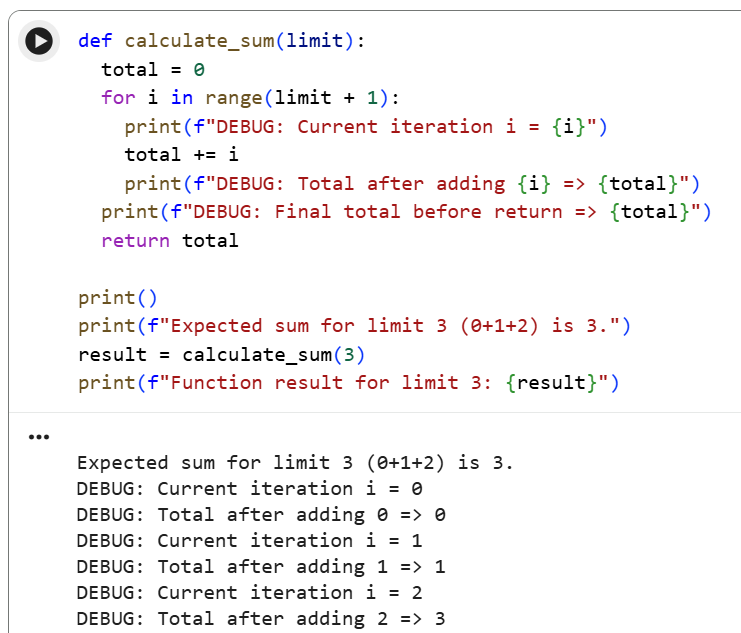 def calculate_sum(limit):
  total = 0
  for i in range(limit + 1):
    print(f"DEBUG: Current iteration i = {i}")
    total += i
    print(f"DEBUG: Total after adding {i} => {total}")
  print(f"DEBUG: Final total before return => {total}")
  return total

print()
print(f"Expected sum for limit 3 (0+1+2) is 3.")
result = calculate_sum(3)
print(f"Function result for limit 3: {result}")
Expected sum for limit 3 (0+1+2) is 3.
DEBUG: Current iteration i = 0
DEBUG: Total after adding 0 => 0
DEBUG: Current iteration i = 1
DEBUG: Total after adding 1 => 1
DEBUG: Current iteration i = 2
DEBUG: Total after adding 2 => 3